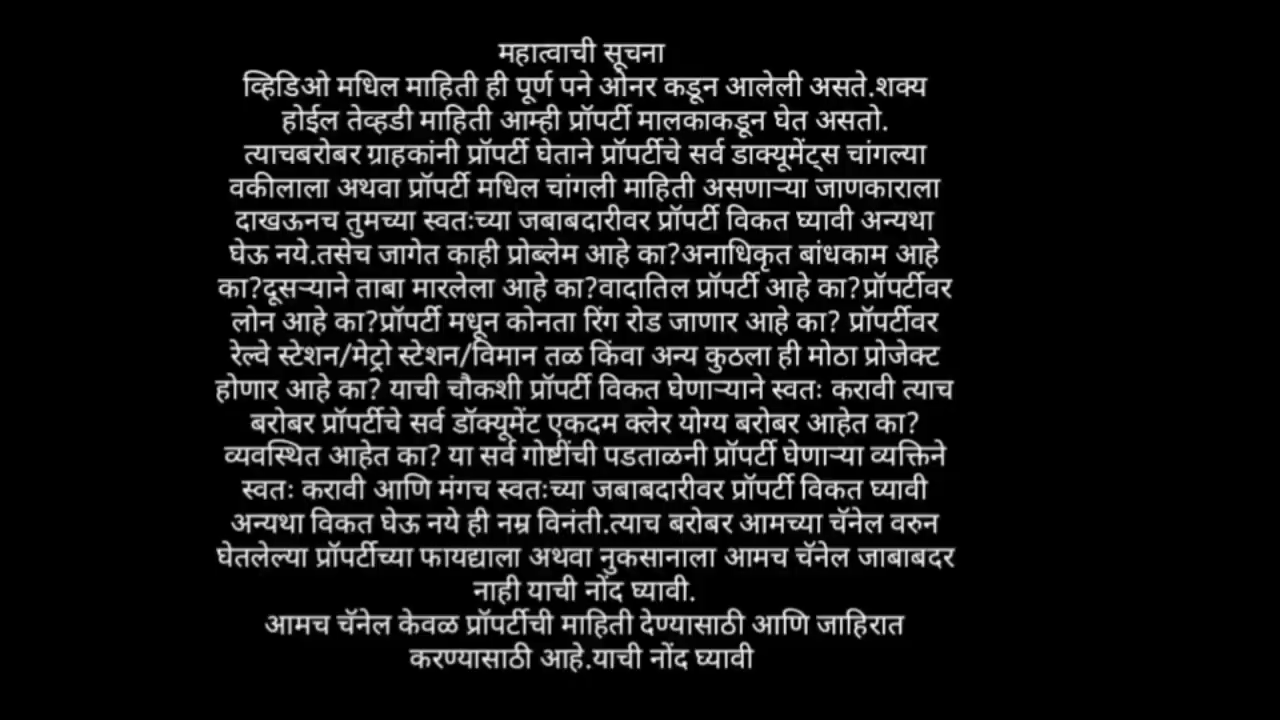 महात्वाची सूचना
व्हिडिओ मधिल माहिती ही पूर्ण पने ओनर कडून आलेली असते.शक्य
होईल तेव्हडी माहिती आम्ही प्रॉपर्टी मालकाकडून घेत असतो.
त्याचबरोबर ग्राहकांनी प्रॉपर्टी घेताने प्रॉपर्टीचे सर्व डाक्यूमेंट्स चांगल्या
वकीलाला अथवा प्रॉपर्टी मधिल चांगली माहिती असणाऱ्या जाणकाराला
दाखऊनच तुमच्या स्वतःच्या जबाबदारीवर प्रॉपर्टी विकत घ्यावी अन्यथा
घेऊ नये.तसेच जागेत काही प्रोब्लेम आहे का?अनाधिकृत बांधकाम आहे
का?दूसऱ्याने ताबा मारलेला आहे का?वादातिल प्रॉपर्टी आहे का?प्रॉपर्टीवर
लोन आहे का?प्रॉपर्टी मधून कोनता रिंग रोड जाणार आहे का? प्रॉपर्टीवर
रेल्वे स्टेशन/मेट्रो स्टेशन/विमान तळ किंवा अन्य कुठला ही मोठा प्रोजेक्ट
होणार आहे का? याची चौकशी प्रॉपर्टी विकत घेणाऱ्याने स्वतः करावी त्याच
बरोबर प्रॉपर्टीचे सर्व डॉक्यूमेंट एकदम क्लेर योग्य बरोबर आहेत का?
व्यवस्थित आहेत का? या सर्व गोष्टींची पडताळनी प्रॉपर्टी घेणाऱ्या व्यक्तिने
स्वतः करावी आणि मंगच स्वतःच्या जबाबदारीवर प्रॉपर्टी विकत घ्यावी
अन्यथा विकत घेऊ नये ही नम्र विनंती.त्याच बरोबर आमच्या चॅनेल वरुन
घेतलेल्या प्रॉपर्टीच्या फायद्याला अथवा नुकसानाला आमच चॅनेल जाबाबदर
नाही याची नोंद घ्यावी.
आमच चॅनेल केवळ प्रॉपर्टीची माहिती देण्यासाठी आणि जाहिरात
करण्यासाठी आहे.याची नोंद घ्यावी